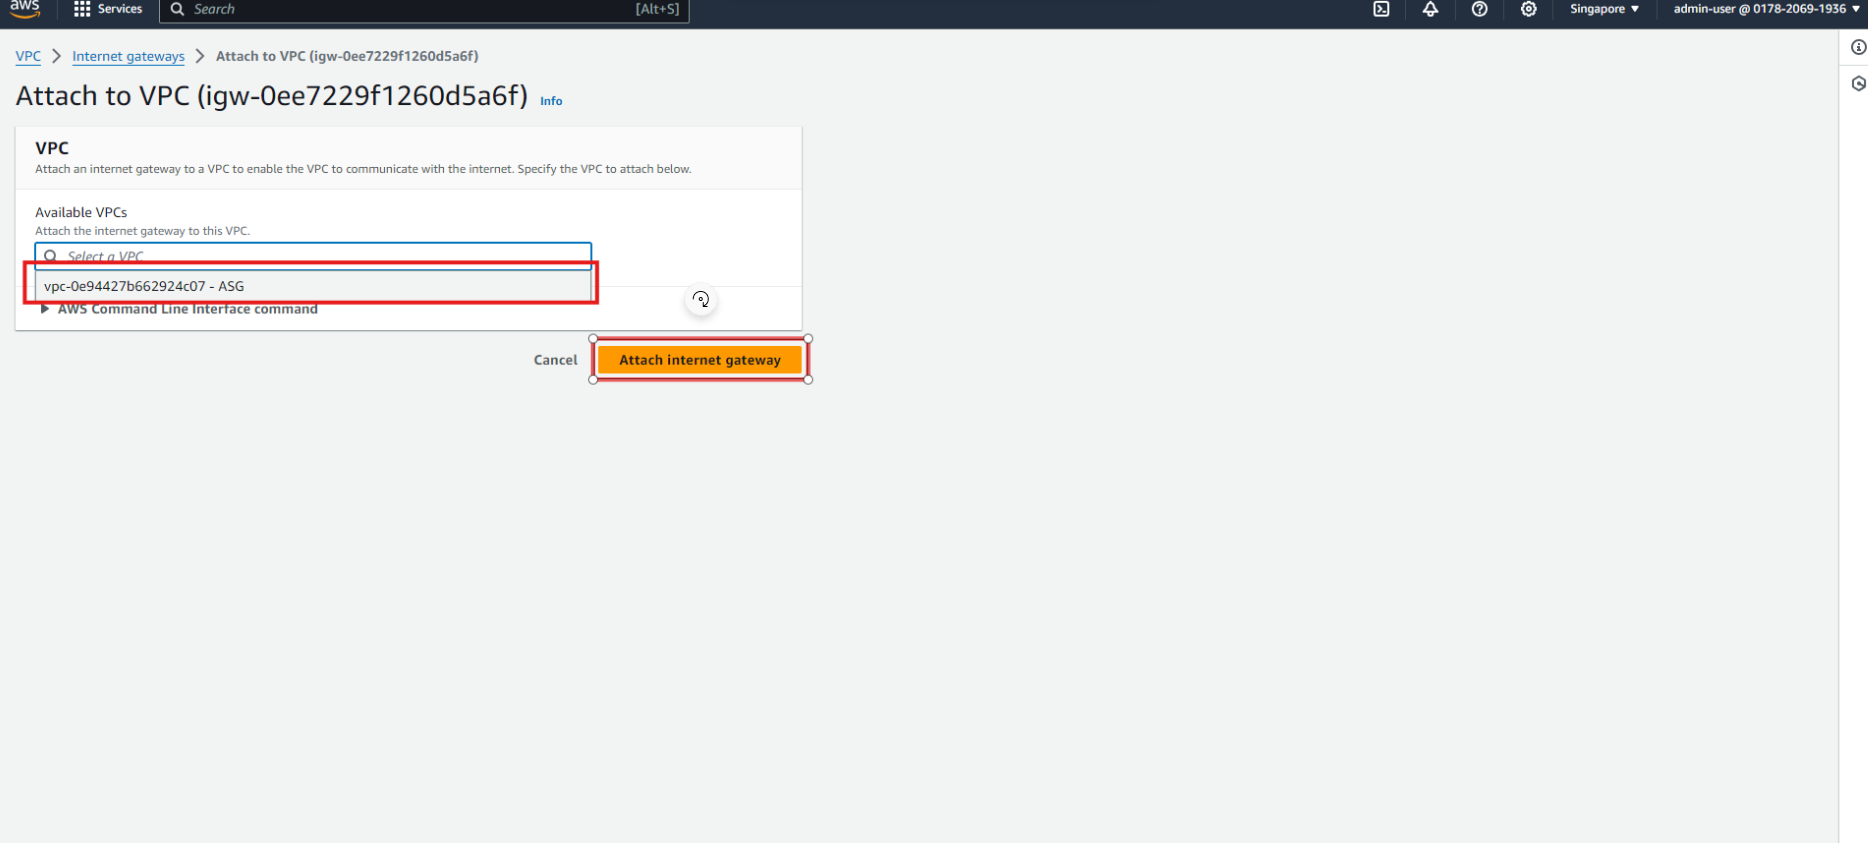 aws Services Search [Alt+S] Singapore admin-user @ 0178-2069-1936
VPC Internet gateways Attach to VPC (igw-0ee7229f1260d5a6f)
Attach to VPC (igw-0ee7229f1260d5a6f) Info
VPC
Attach an internet gateway to a VPC to enable the VPC to communicate with the internet. Specify the VPC to attach below.
Available VPCs
Attach the internet gateway to this VPC.
Select a VPC
vpc-0e94427b662924c07 - ASG
AWS Command Line Interface command
Cancel Attach internet gateway